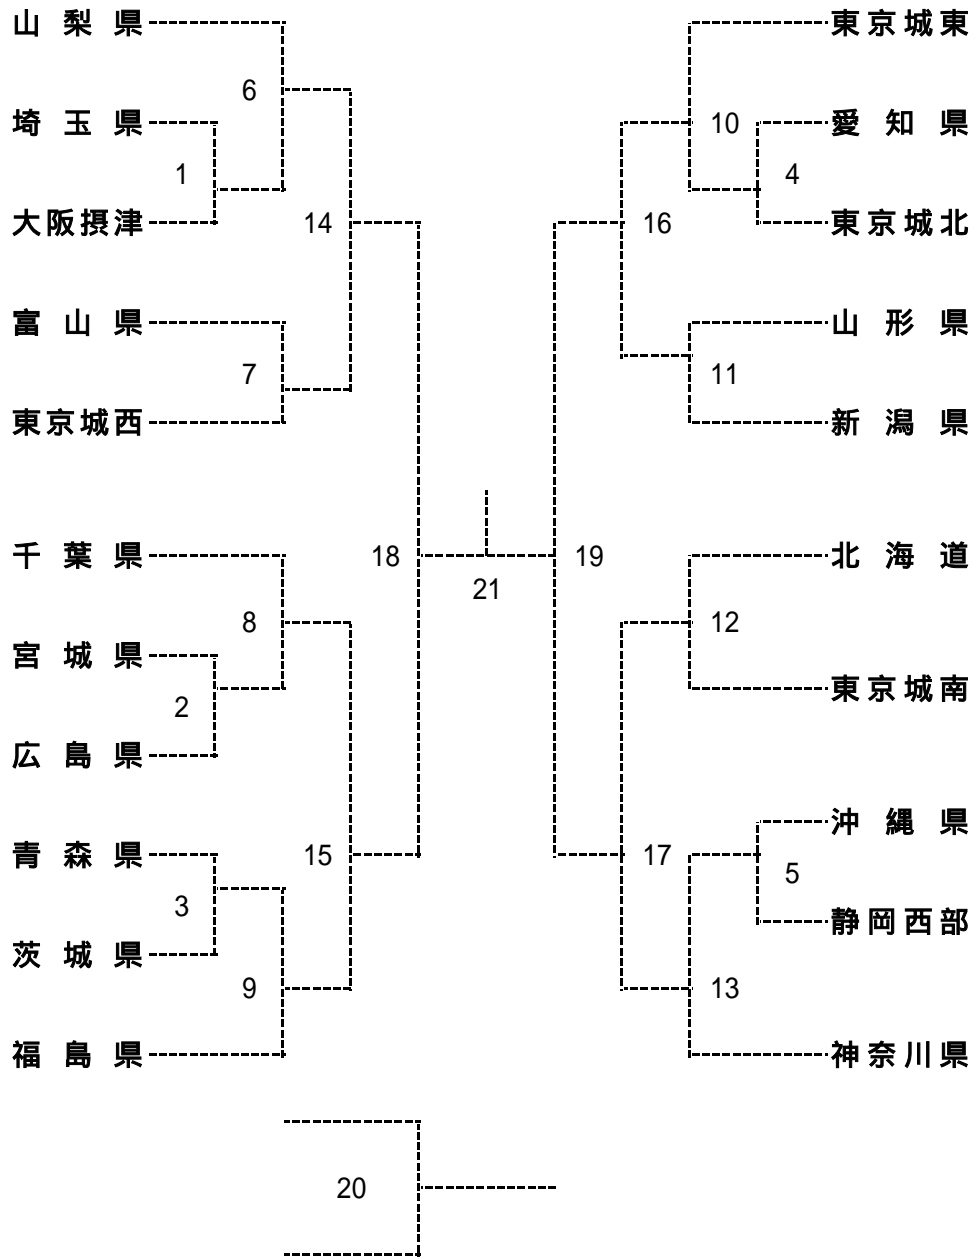 山梨県 東京城東
6
埼玉県 10 愛知県
1 4
大阪摂津 14 16 東京城北
富山県 山形県
7 11
東京城西 新潟県
千葉県 18 19 北海道
21
8 12
宮城県
東京城南
2
広島県
沖縄県
青森県 15 17
5
3
静岡西部
茨城県
9 13
福島県 神奈川県
20